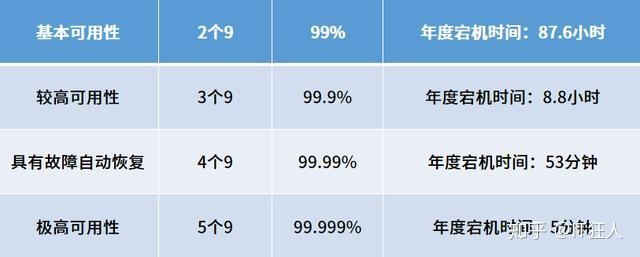 基本可用性 2个9 99% 年度宕机时间：87.6小时
较高可用性 3个9 99.9% 年度宕机时间：8.8小时
具有故障自动恢复 4个9 99.99% 年度宕机时间：53分钟
极高可用性 5个9 99.999% 年度宕机时间：5分钟
知乎 @IT狂人